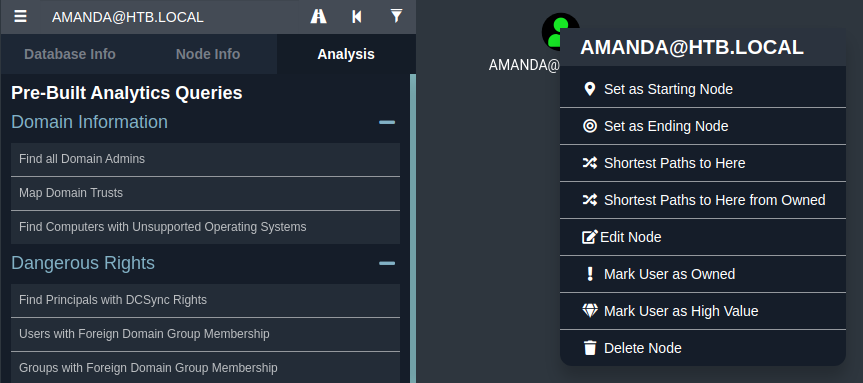 AMANDA@HTB.LOCAL
Database Info
Node Info
Analysis
Pre-Built Analytics Queries
Domain Information
Find all Domain Admins
Map Domain Trusts
Find Computers with Unsupported Operating Systems
Dangerous Rights
Find Principals with DCSync Rights
Users with Foreign Domain Group Membership
Groups with Foreign Domain Group Membership
AMANDA@
AMANDA@HTB.LOCAL
Set as Starting Node
Set as Ending Node
Shortest Paths to Here
Shortest Paths to Here from Owned
Edit Node
Mark User as Owned
Mark User as High Value
Delete Node